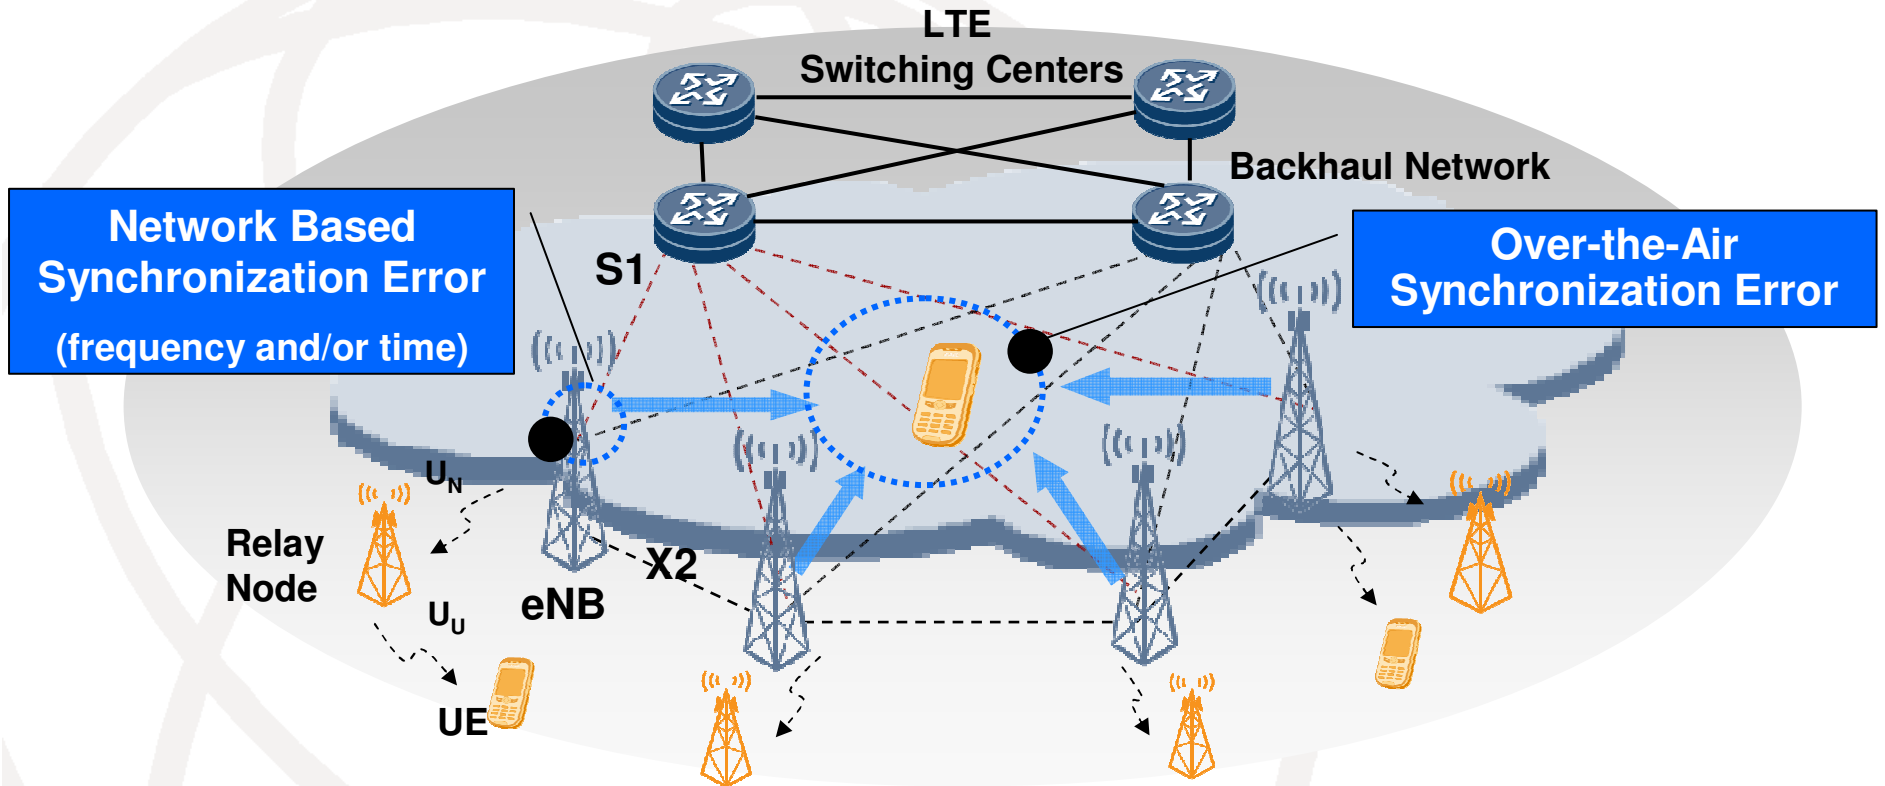 LTE
Switching Centers
Backhaul Network
Network Based
Synchronization Error
(frequency and/or time)
Over-the-Air
Synchronization Error
S1
UN
Relay
Node
X2
eNB
UU
UE